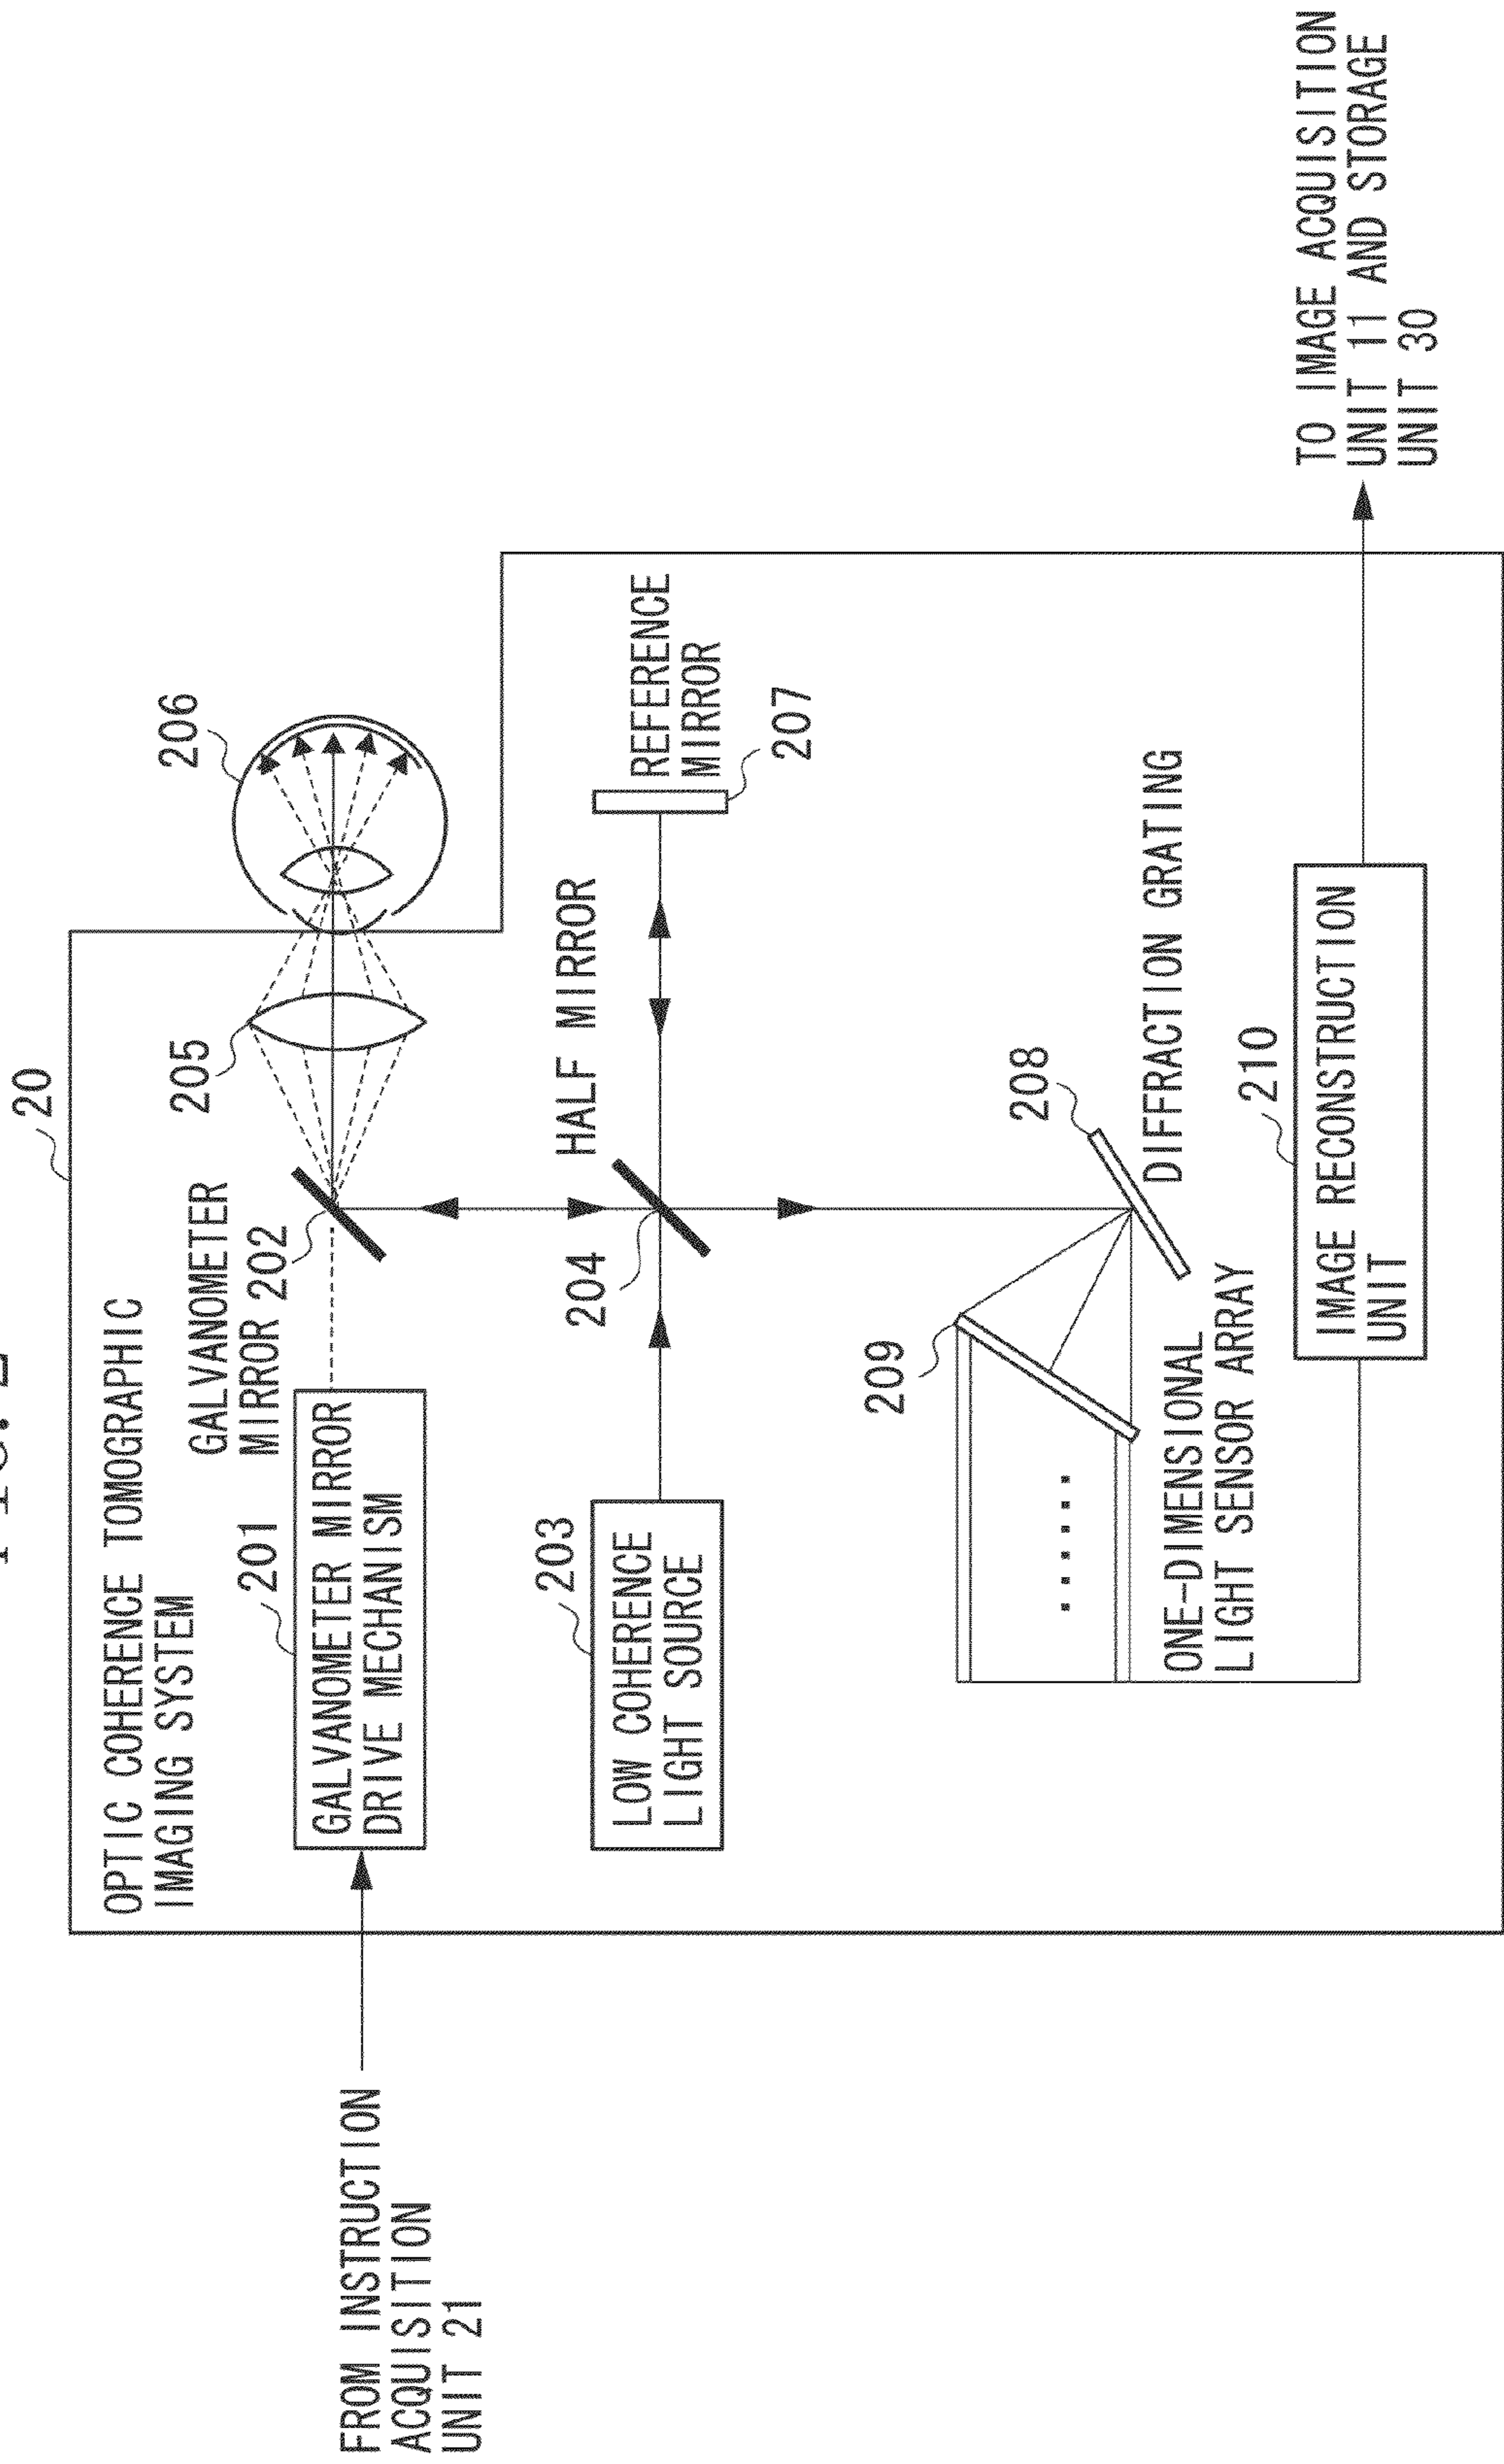 20
OPTIC COHERENCE TOMOGRAPHIC
IMAGING SYSTEM
206
205
GALVANOMETER
MIRROR 202
201
GALVANOMETER MIRROR
DRIVE MECHANISM
FROM INSTRUCTION
ACQUISITION
UNIT 21
HALF MIRROR
REFERENCE
MIRROR
207
204
203
LOW COHERENCE
LIGHT SOURCE
209
208
DIFFRACTION GRATING
ONE-DIMENSIONAL
LIGHT SENSOR ARRAY
210
IMAGE RECONSTRUCTION
UNIT
TO IMAGE ACQUISITION
UNIT 11 AND STORAGE
UNIT 30